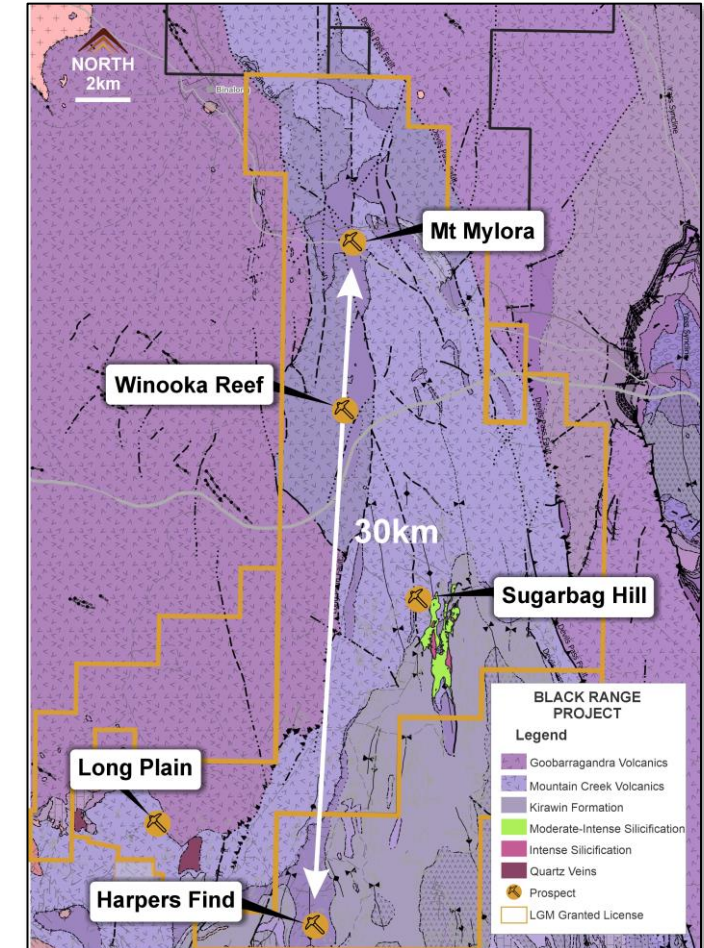 NORTH
2km
Binalong
Mt Mylora
Winooka Reef
30km
Sugarbag Hill
Long Plain
Harpers Find
BLACK RANGE
PROJECT
Legend
Goobarragandra Volcanics
Mountain Creek Volcanics
Kirawin Formation
Moderate-Intense Silicification
Intense Silicification
Quartz Veins
Prospect
LGM Granted License